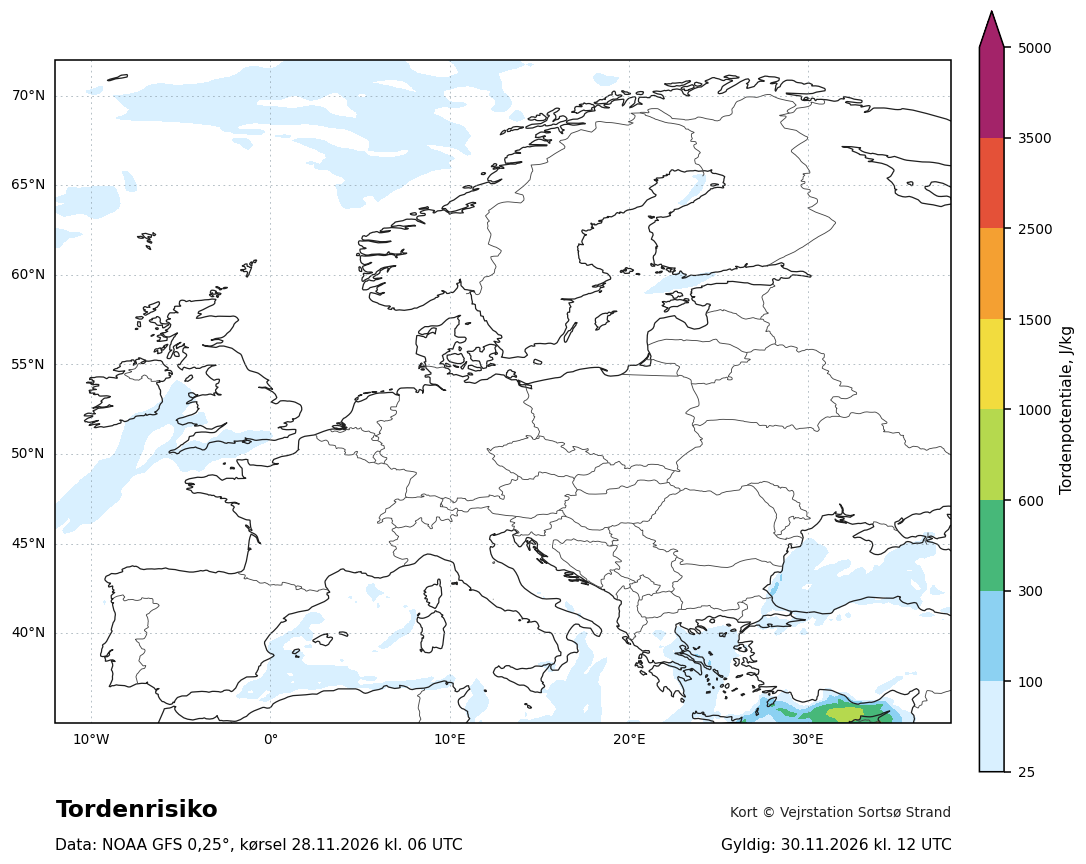 70°N
65°N
60°N
55°N
50°N
45°N
40°N
10°W
0°
10°E
20°E
30°E
5000
3500
2500
1500
1000
600
300
100
25
Tordenpotentiale, J/kg
Tordenrisiko
Kort © Vejrstation Sortsø Strand
Data: NOAA GFS 0,25°, kørsel 28.11.2026 kl. 06 UTC
Gyldig: 30.11.2026 kl. 12 UTC